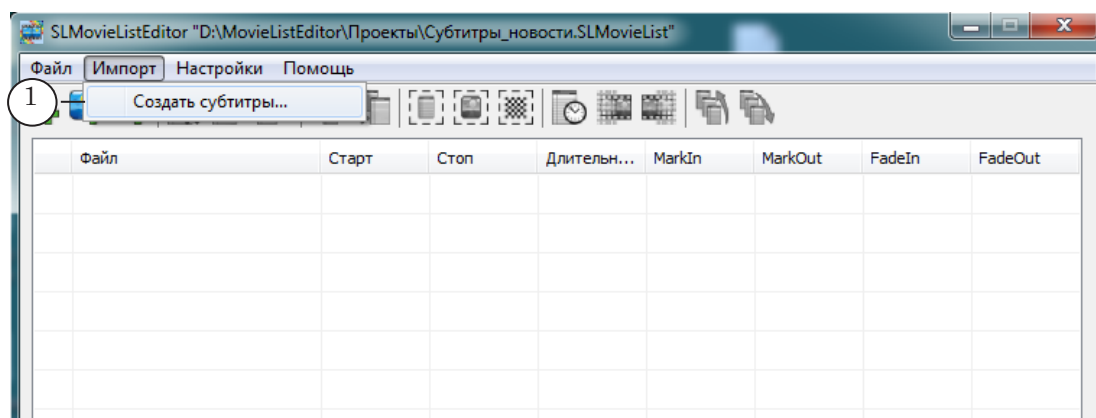 SLMovieListEditor "D:\MovieListEditor\Проекты\Субтитры_новости.SLMovieList"
Файл Импорт Настройки Помощь
1 Создать субтитры...
Файл Старт Стоп Длительн... MarkIn MarkOut FadeIn FadeOut